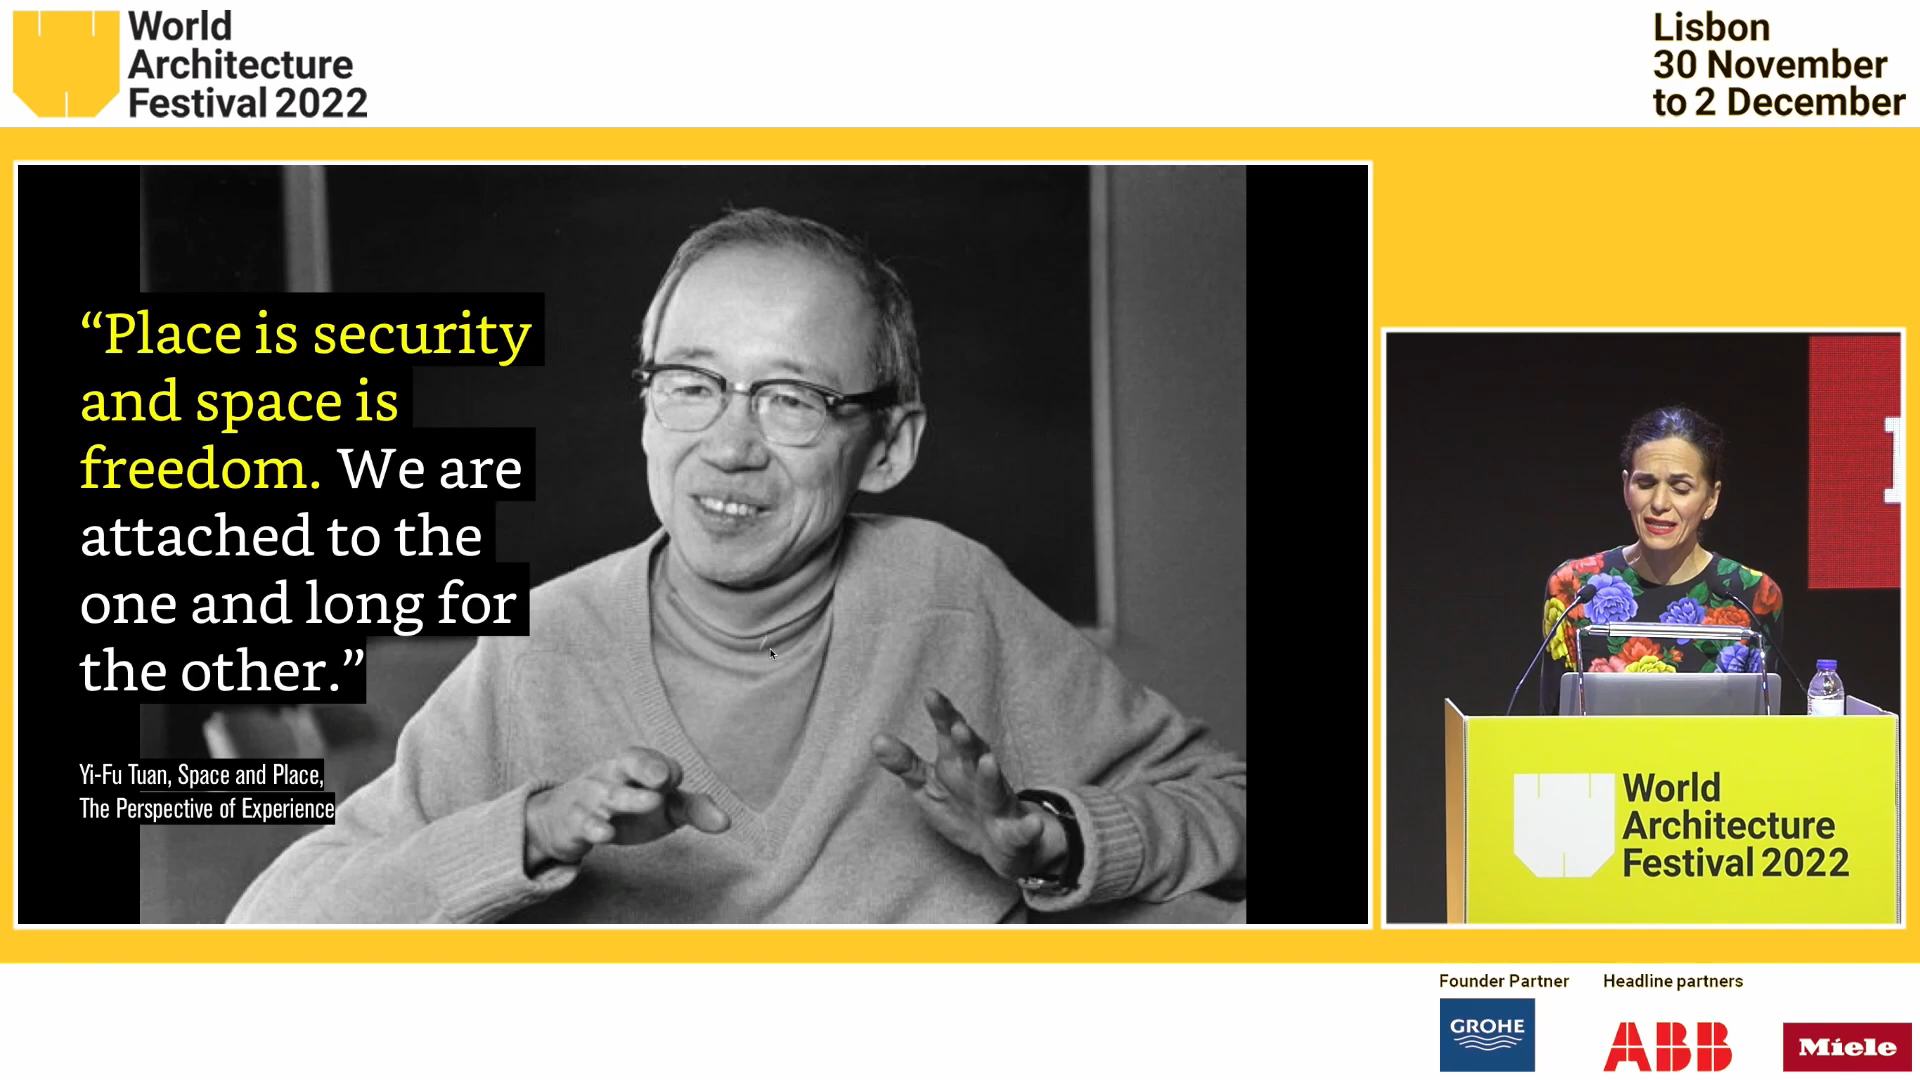 World
Architecture
Festival 2022
Lisbon
30 November
to 2 December
“Place is security
and space is
freedom. We are
attached to the
one and long for
the other.”
Yi-Fu Tuan, Space and Place,
The Perspective of Experience
World
Architecture
Festival 2022
Founder Partner
Headline partners
GROHE
ABB
Miele